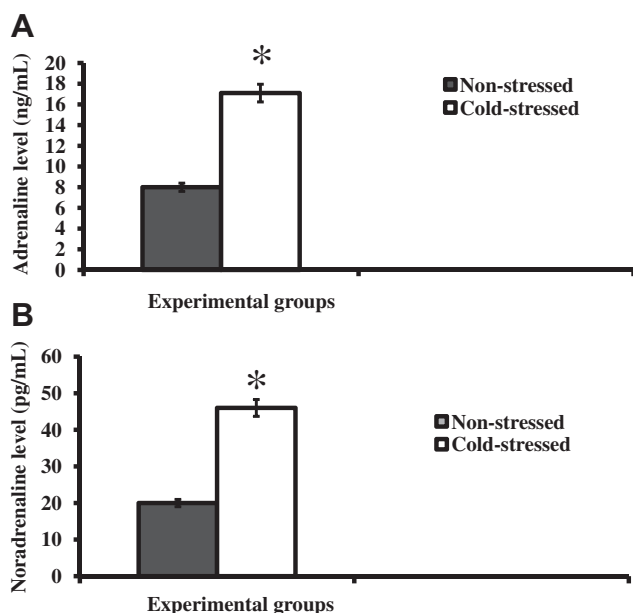 A
Adrenaline level (ng/mL)
20
18
16
14
12
10
8
6
4
2
0
*
Non-stressed
Cold-stressed
Experimental groups
B
Noradrenaline level (pg/mL)
60
50
40
30
20
10
0
*
Non-stressed
Cold-stressed
Experimental groups